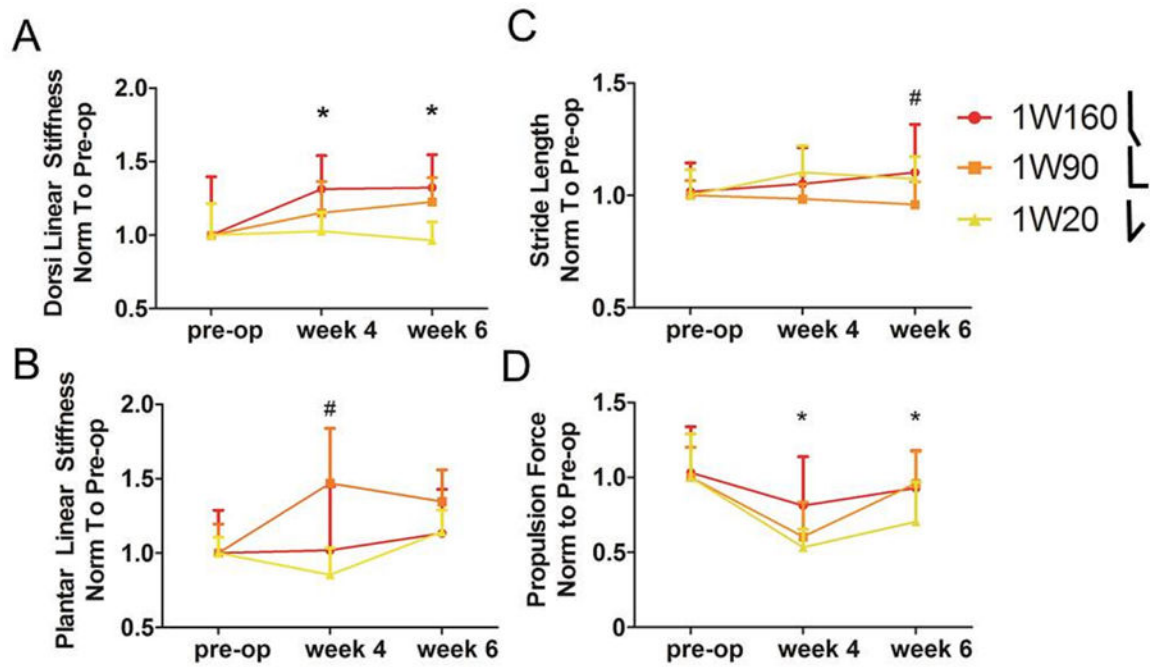 A
Dorsi Linear Stiffness
Norm To Pre-op
2.0
1.5
1.0
0.5
*
*
pre-op
week 4
week 6
C
Stride Length
Norm To Pre-op
1.5
1.0
0.5
#
pre-op
week 4
week 6
1W160
1W90
1W20
B
Plantar Linear Stiffness
Norm To Pre-op
2.0
1.5
1.0
0.5
#
pre-op
week 4
week 6
D
Propulsion Force
Norm to Pre-op
1.5
1.0
0.5
0
*
*
pre-op
week 4
week 6